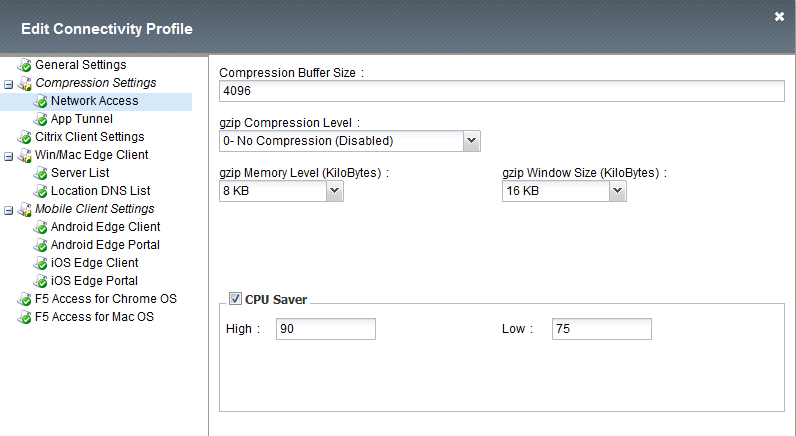 Edit Connectivity Profile
General Settings
Compression Settings
Network Access
App Tunnel
Citrix Client Settings
Win/Mac Edge Client
Server List
Location DNS List
Mobile Client Settings
Android Edge Client
Android Edge Portal
iOS Edge Client
iOS Edge Portal
F5 Access for Chrome OS
F5 Access for Mac OS
Compression Buffer Size :
4096
gzip Compression Level :
0- No Compression (Disabled)
gzip Memory Level (KiloBytes) : gzip Window Size (KiloBytes) :
8 KB 16 KB
CPU Saver
High : 90 Low : 75